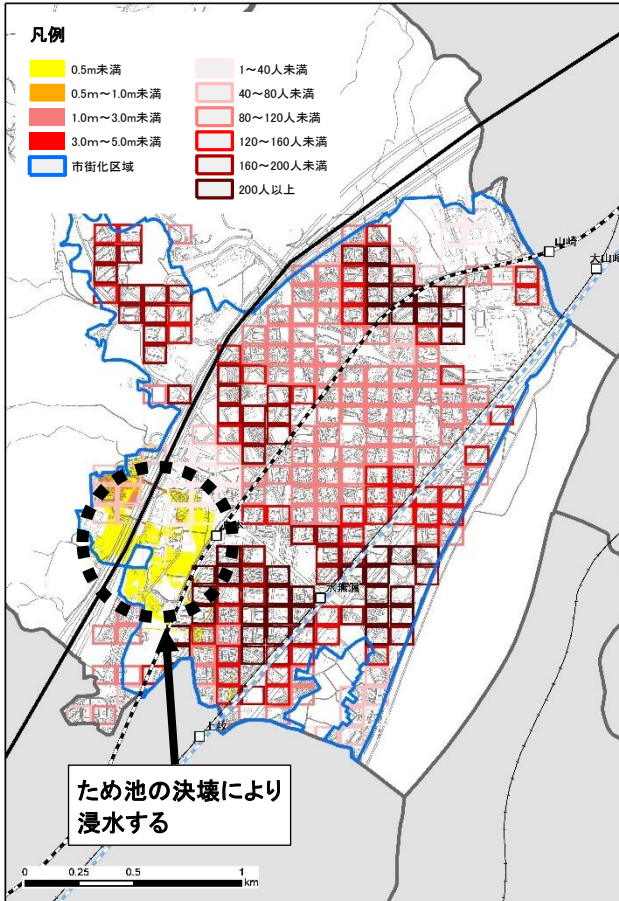 凡例
0.5m未満
0.5m～1.0m未満
1.0m～3.0m未満
3.0m～5.0m未満
市街化区域
1～40人未満
40～80人未満
80～120人未満
120～160人未満
160～200人未満
200人以上
山崎
大山崎
水無瀬
上牧
ため池の決壊により
浸水する
0 0.25 0.5 1
km